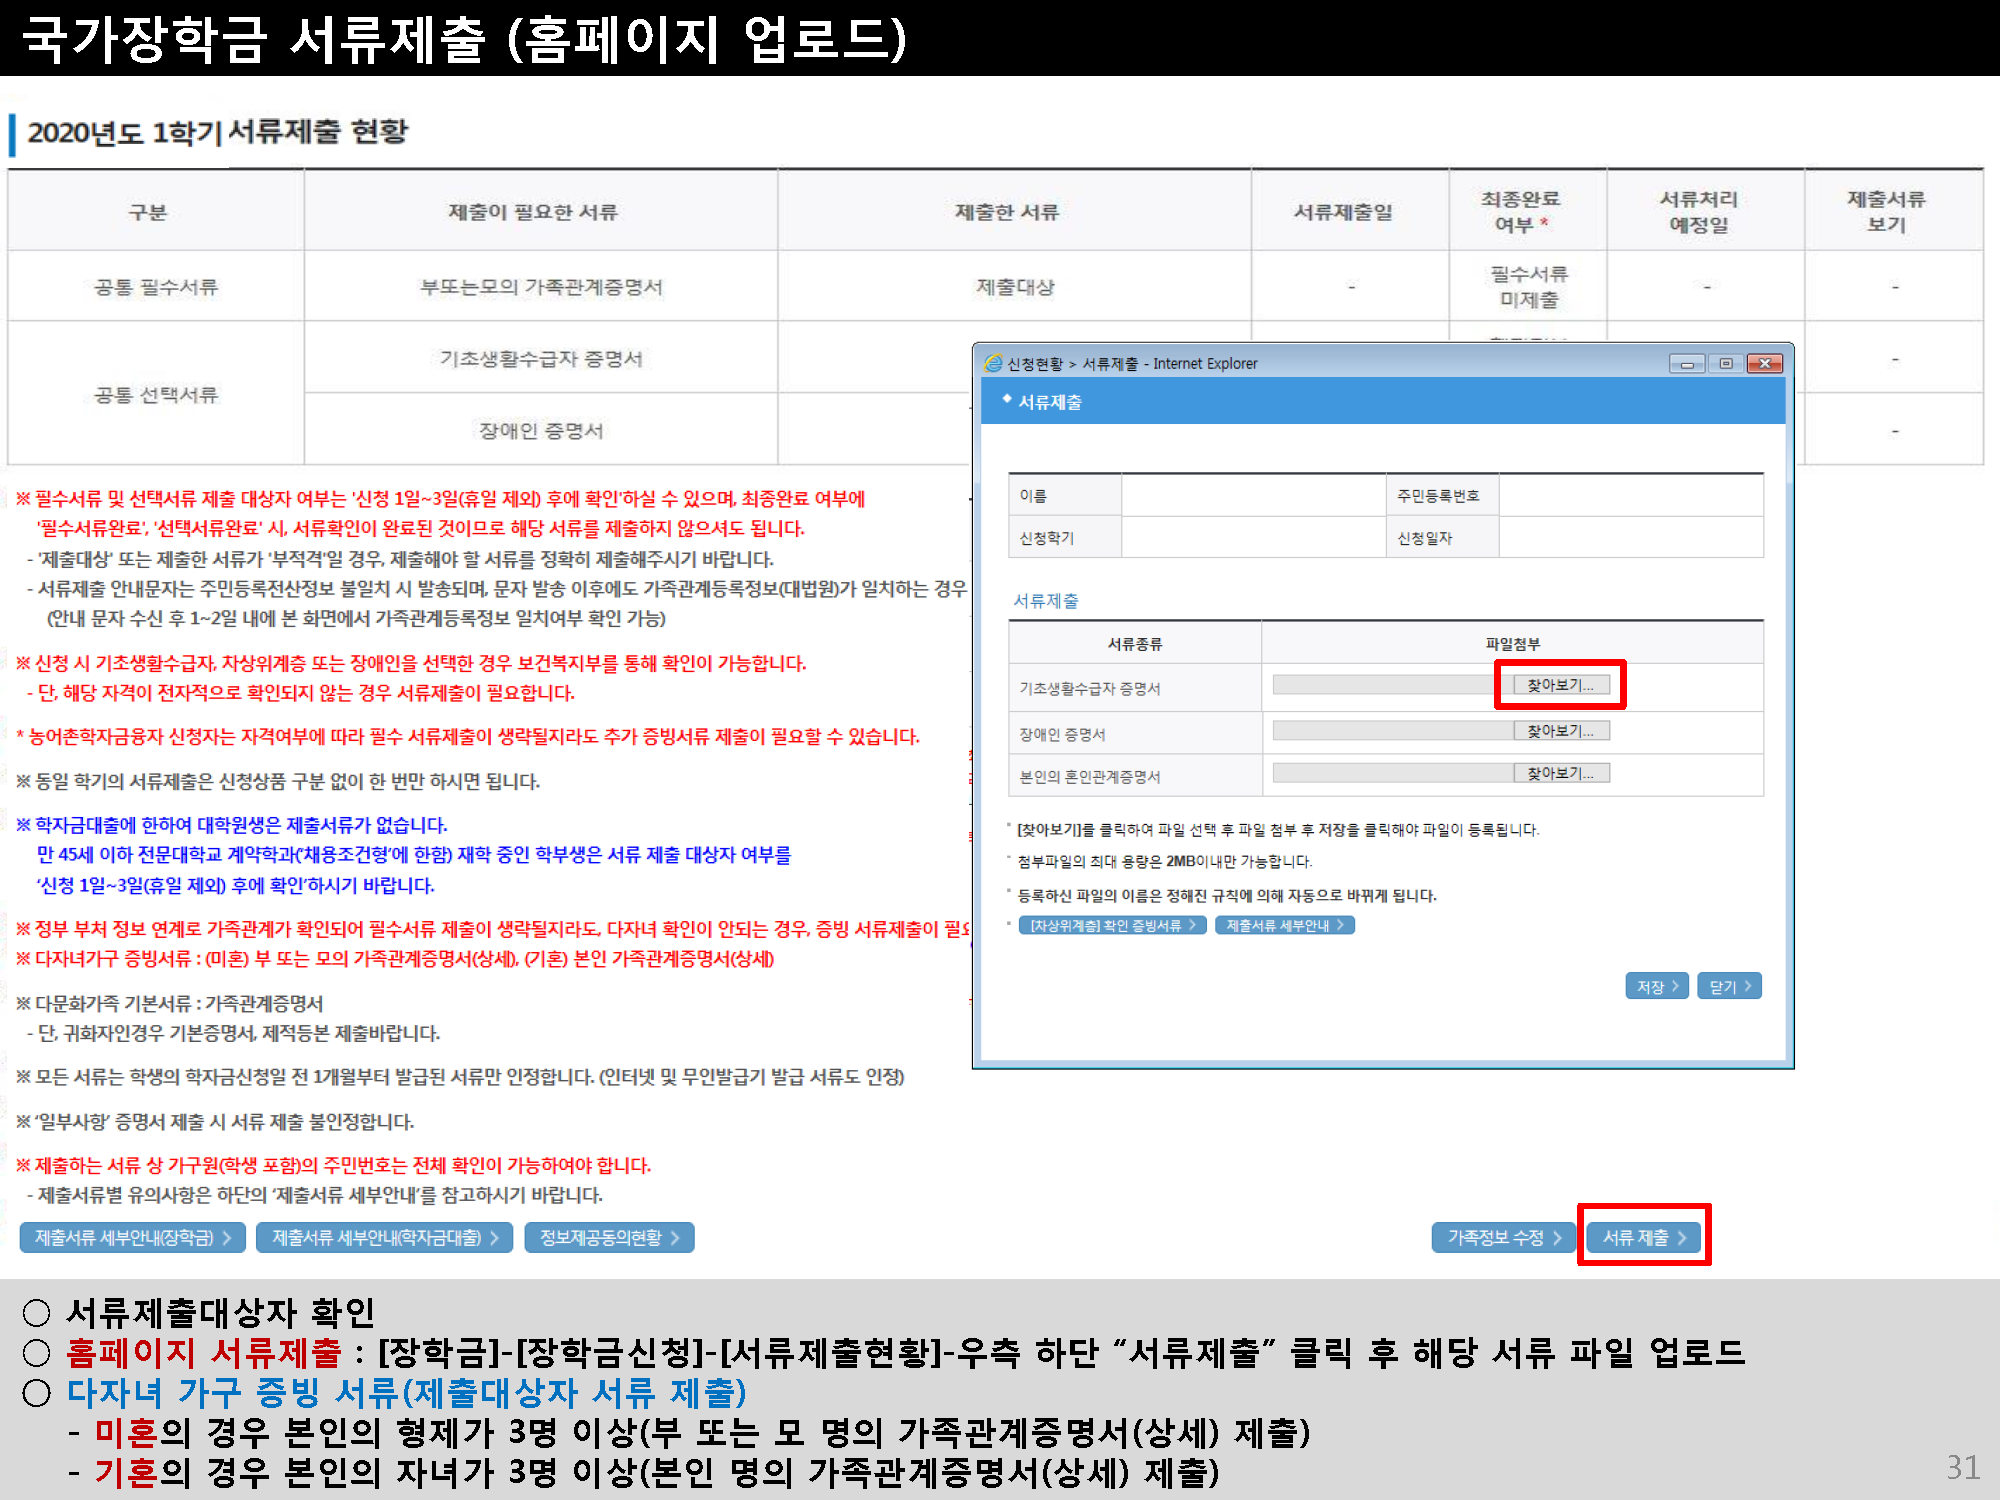 국가장학금 서류제출 (홈페이지 업로드)
2020년도 1학기 서류제출 현황
구분 제출이 필요한 서류 제출한 서류 서류제출일 최종완료 여부 * 서류처리 예정일 제출서류 보기
공통 필수서류 부또는모의 가족관계증명서 제출대상 - 필수서류 미제출 - -
공통 선택서류
기초생활수급자 증명서 -
장애인 증명서 -
※ 필수서류 및 선택서류 제출 대상자 여부는 '신청 1일~3일(휴일 제외) 후에 확인'하실 수 있으며, 최종완료 여부에
'필수서류완료', '선택서류완료' 시, 서류확인이 완료된 것이므로 해당 서류를 제출하지 않으셔도 됩니다.
- '제출대상' 또는 제출한 서류가 '부적격'일 경우, 제출해야 할 서류를 정확히 제출해주시기 바랍니다.
- 서류제출 안내문자는 주민등록전산정보 불일치 시 발송되며, 문자 발송 이후에도 가족관계등록정보(대법원)가 일치하는 경우
(안내 문자 수신 후 1~2일 내에 본 화면에서 가족관계등록정보 일치여부 확인 가능)
※ 신청 시 기초생활수급자, 차상위계층 또는 장애인을 선택한 경우 보건복지부를 통해 확인이 가능합니다.
- 단, 해당 자격이 전자적으로 확인되지 않는 경우 서류제출이 필요합니다.
* 농어촌학자금융자 신청자는 자격여부에 따라 필수 서류제출이 생략될지라도 추가 증빙서류 제출이 필요할 수 있습니다.
※ 동일 학기의 서류제출은 신청상품 구분 없이 한 번만 하시면 됩니다.
※ 학자금대출에 한하여 대학원생은 제출서류가 없습니다.
만 45세 이하 전문대학교 계약학과('채용조건형'에 한함) 재학 중인 학부생은 서류 제출 대상자 여부를
'신청 1일~3일(휴일 제외) 후에 확인'하시기 바랍니다.
※ 정부 부처 정보 연계로 가족관계가 확인되어 필수서류 제출이 생략될지라도, 다자녀 확인이 안되는 경우, 증빙 서류제출이
※ 다자녀가구 증빙서류 : (미혼) 부 또는 모의 가족관계증명서(상세), (기혼) 본인 가족관계증명서(상세)
※ 다문화가족 기본서류 : 가족관계증명서
- 단, 귀화자인경우 기본증명서, 제적등본 제출바랍니다.
※ 모든 서류는 학생의 학자금신청일 전 1개월부터 발급된 서류만 인정합니다. (인터넷 및 무인발급기 발급 서류도 인정)
※ '일부사항' 증명서 제출 시 서류 제출 불인정합니다.
※ 제출하는 서류 상 가구원(학생 포함)의 주민번호는 전체 확인이 가능하여야 합니다.
- 제출서류별 유의사항은 하단의 '제출서류 세부안내'를 참고하시기 바랍니다.
제출서류 세부안내(장학금) > 제출서류 세부안내(학자금대출) > 정보제공동의현황 > 가족정보 수정 > 서류 제출 >
신청현황 > 서류제출 - Internet Explorer
서류제출
이름 주민등록번호
신청학기 신청일자
서류제출
서류종류 파일첨부
기초생활수급자 증명서 찾아보기...
장애인 증명서 찾아보기...
본인의 혼인관계증명서 찾아보기...
[찾아보기]를 클릭하여 파일 선택 후 파일 첨부 후 저장을 클릭해야 파일이 등록됩니다.
첨부파일의 최대 용량은 2MB이내만 가능합니다.
등록하신 파일의 이름은 정해진 규칙에 의해 자동으로 바뀌게 됩니다.
[차상위계층] 확인 증빙서류 > 제출서류 세부안내 >
저장 > 닫기 >
○ 서류제출대상자 확인
○ 홈페이지 서류제출 : [장학금]-[장학금신청]-[서류제출현황]-우측 하단 “서류제출” 클릭 후 해당 서류 파일 업로드
○ 다자녀 가구 증빙 서류(제출대상자 서류 제출)
- 미혼의 경우 본인의 형제가 3명 이상(부 또는 모 명의 가족관계증명서(상세) 제출)
- 기혼의 경우 본인의 자녀가 3명 이상(본인 명의 가족관계증명서(상세) 제출)
31